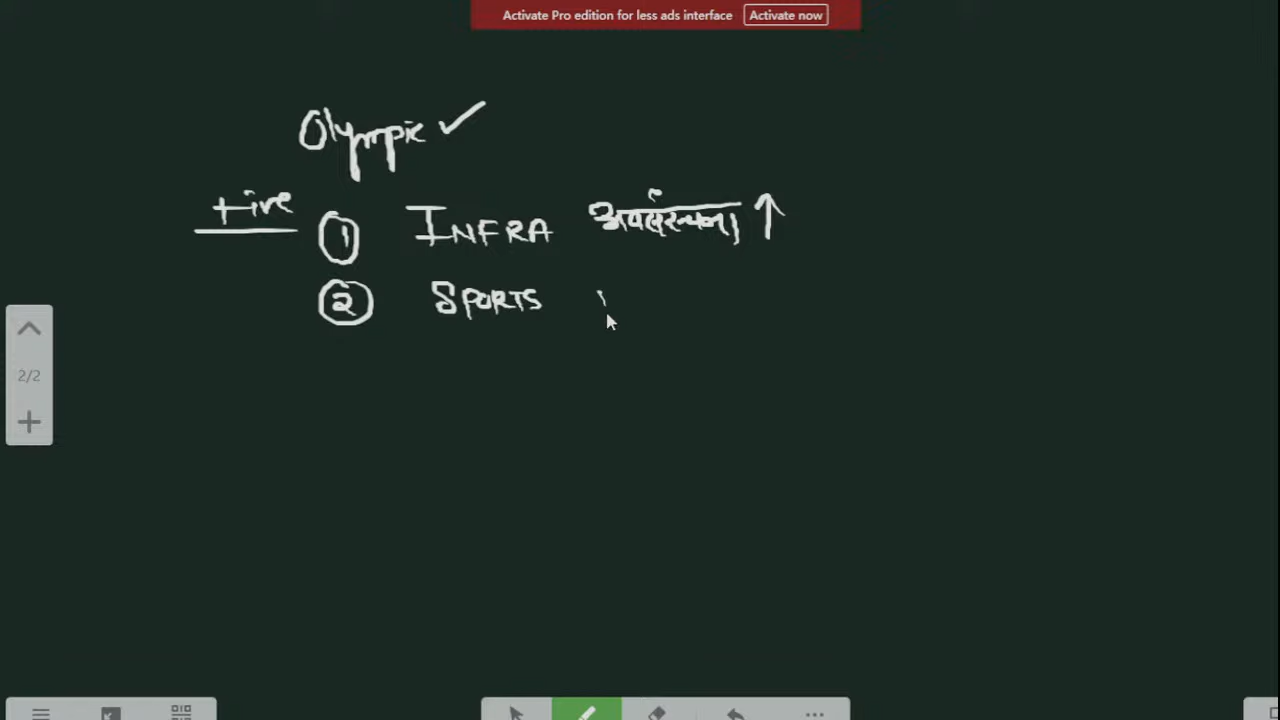 Activate Pro edition for less ads interface Activate now
Olympic ✓
+ive
① INFRA अवसंरचना ↑
② SPORTS
2/2